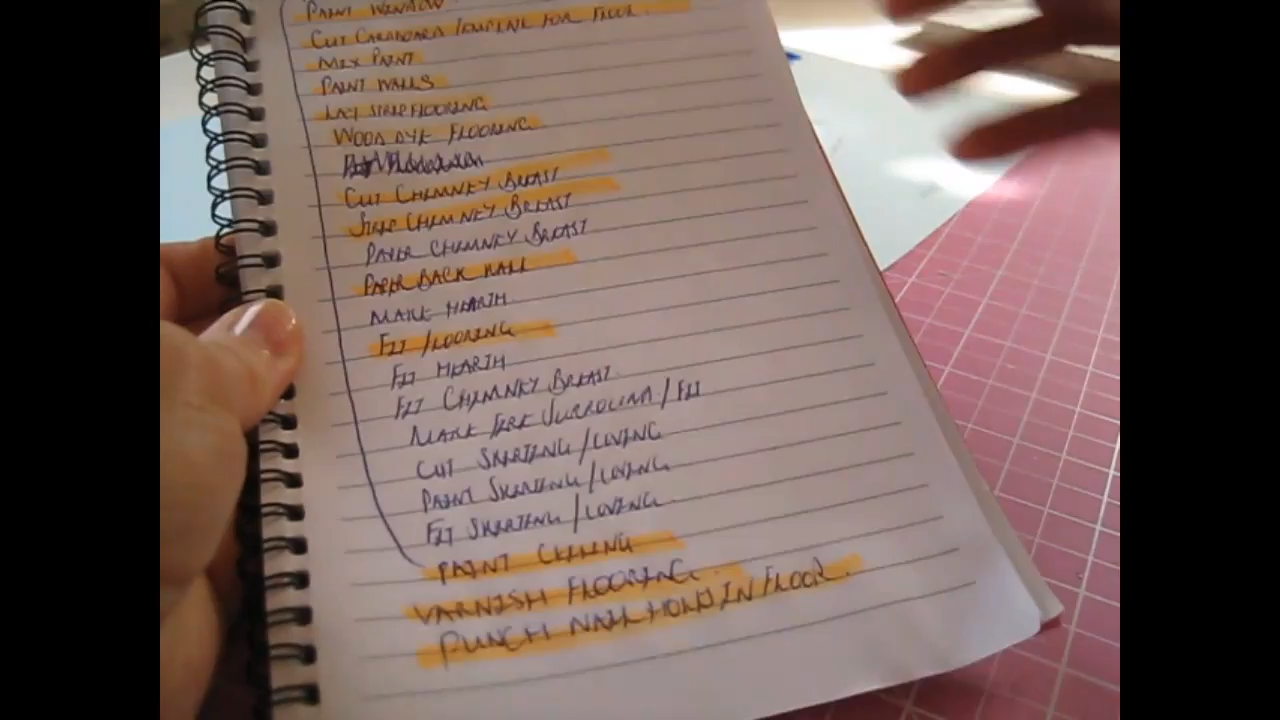 PAINT WINDOW
CUT CARDBOARD / TEMPLATE FOR FLOOR.
MIX PAINT
PAINT WALLS
LAY STRIP FLOORING
WOOD DYE FLOORING
CUT CHIMNEY BREAST
STRIP CHIMNEY BREAST
PAPER CHIMNEY BREAST
PAPER BACK WALL
MAKE HEARTH
FIT FLOORING
FIT HEARTH
FIT CHIMNEY BREAST
MAKE FIRE SURROUND / FIT
CUT SKIRTING / COVING
PAINT SKIRTING / COVING
FIT SKIRTING / COVING
PAINT CEILING
VARNISH FLOORING.
PUNCH NAIL HOLES IN FLOOR.